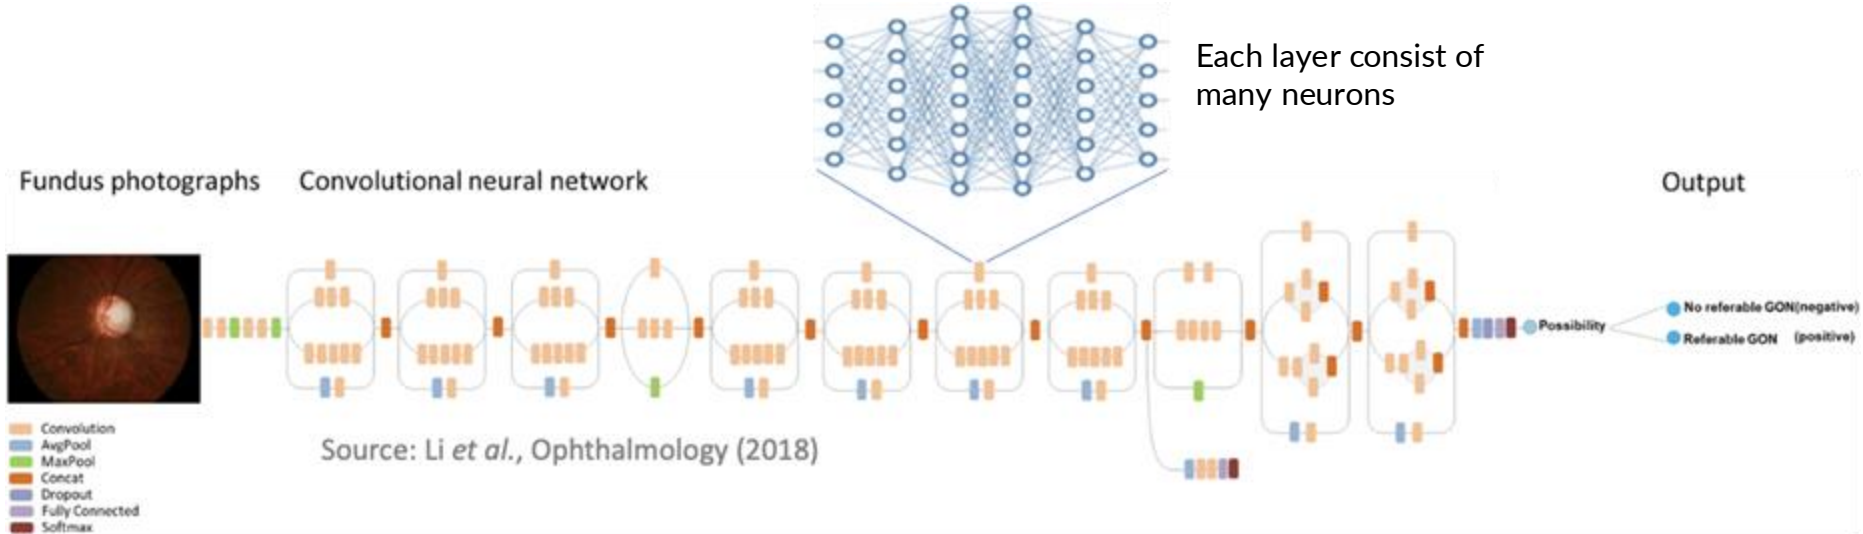 Each layer consist of
many neurons
Fundus photographs
Convolutional neural network
Output
No referable GON(negative)
Possibility
Referable GON (positive)
Convolution
AvgPool
MaxPool
Concat
Dropout
Fully Connected
Softmax
Source: Li et al., Ophthalmology (2018)